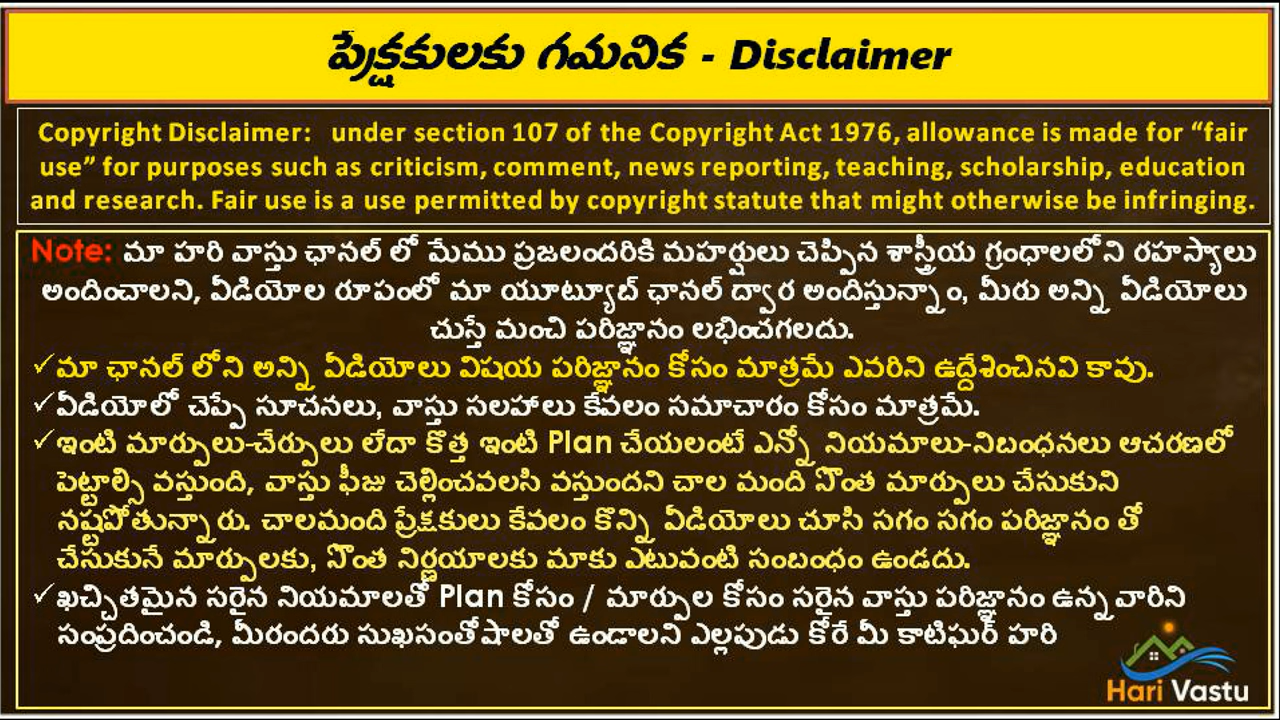 ప్రేక్షకులకు గమనిక - Disclaimer
Copyright Disclaimer: under section 107 of the Copyright Act 1976, allowance is made for “fair
use” for purposes such as criticism, comment, news reporting, teaching, scholarship, education
and research. Fair use is a use permitted by copyright statute that might otherwise be infringing.
Note: మా హరి వాస్తు ఛానల్ లో మేము ప్రజలందరికి మహర్షులు చెప్పిన శాస్త్రీయ గ్రంధాలలోని రహస్యాలు
అందించాలని, వీడియోల రూపంలో మా యూట్యూబ్ ఛానల్ ద్వార అందిస్తున్నాం, మీరు అన్ని వీడియోలు
చుస్తే మంచి పరిజ్ఞానం లభించగలదు.
✓మా ఛానల్ లోని అన్ని వీడియోలు విషయ పరిజ్ఞానం కోసం మాత్రమే ఎవరిని ఉద్దేశించినవి కావు.
✓వీడియోలో చెప్పే సూచనలు, వాస్తు సలహాలు కేవలం సమాచారం కోసం మాత్రమే.
✓ఇంటి మార్పులు-చేర్పులు లేదా కొత్త ఇంటి Plan చేయలంటే ఎన్నో నియమాలు-నిబంధనలు ఆచరణలో
పెట్టాల్సి వస్తుంది, వాస్తు ఫీజు చెల్లించవలసి వస్తుందని చాల మంది సొంత మార్పులు చేసుకుని
నష్టపోతున్నారు. చాలమంది ప్రేక్షకులు కేవలం కొన్ని వీడియోలు చూసి సగం సగం పరిజ్ఞానం తో
చేసుకునే మార్పులకు, సొంత నిర్ణయాలకు మాకు ఎటువంటి సంబంధం ఉండదు.
✓ఖచ్చితమైన సరైన నియమాలతో Plan కోసం / మార్పుల కోసం సరైన వాస్తు పరిజ్ఞానం ఉన్నవారిని
సంప్రదించండి, మీరందరు సుఖసంతోషాలతో ఉండాలని ఎల్లపుడు కోరే మీ కాటిఘర్ హరి
Hari Vastu